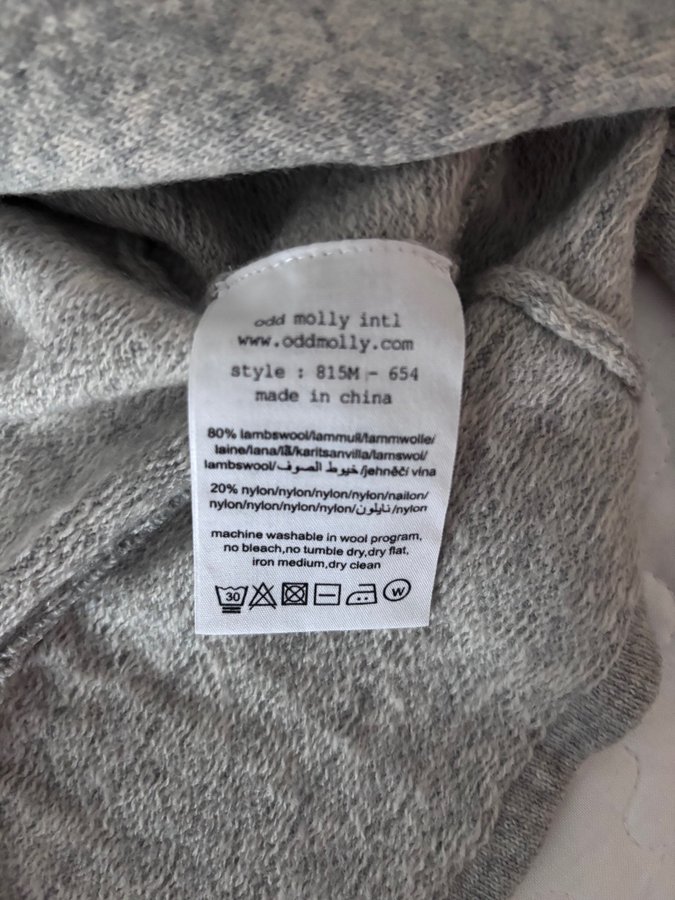 odd molly intl
www.oddmolly.com
style : 815M - 654
made in china
80% lambswool/lammull/lammwolle/
laine/lana/lã/karitsanvilla/lamswol/
lambswool/خيوط الصوف/jehněčí vlna
20% nylon/nylon/nylon/nylon/nailon/
nylon/nylon/nylon/nylon/نايلون/nylon
machine washable in wool program,
no bleach,no tumble dry,dry flat,
iron medium,dry clean
30 W